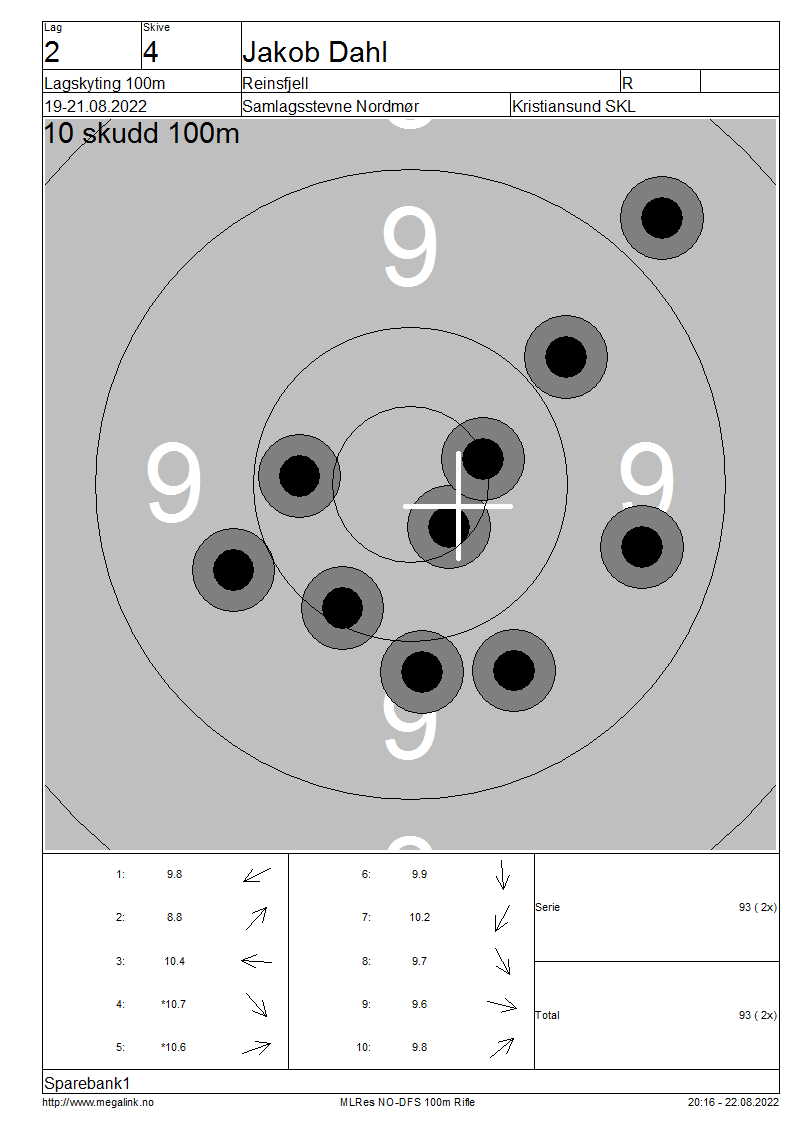 Lag Skive
2 4 Jakob Dahl
Lagskyting 100m Reinsfjell R
19-21.08.2022 Samlagsstevne Nordmør Kristiansund SKL
10 skudd 100m
9
9 9
9
1: 9.8 6: 9.9
2: 8.8 7: 10.2
Serie 93 ( 2x)
3: 10.4 8: 9.7
4: *10.7 9: 9.6
Total 93 ( 2x)
5: *10.6 10: 9.8
Sparebank1
http://www.megalink.no MLRes NO-DFS 100m Rifle 20:16 - 22.08.2022